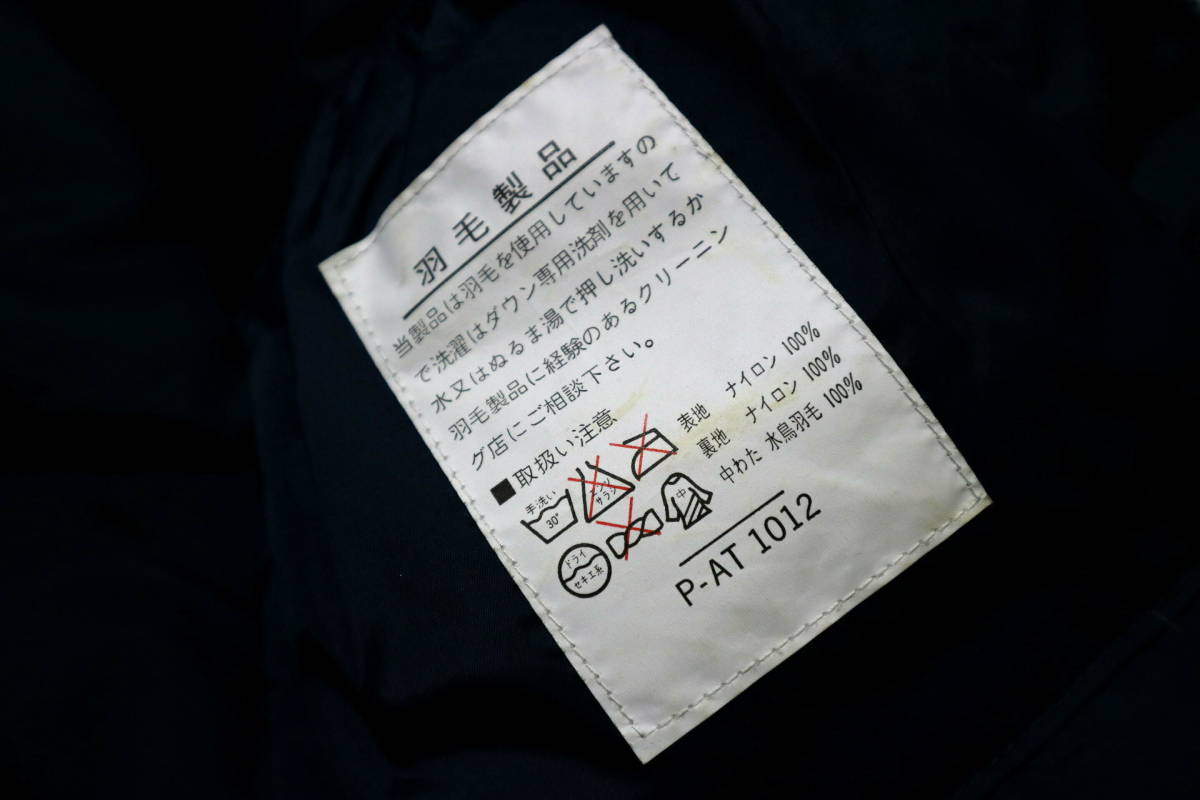 羽毛製品
当製品は羽毛を使用していますの
で洗濯はダウン専用洗剤を用いて
水又はぬるま湯で押し洗いするか
羽毛製品に経験のあるクリーニン
グ店にご相談下さい。
■取扱い注意
手洗い
30°
エンソ
サラシ
中
ドライ
セキユ系
表地 ナイロン 100%
裏地 ナイロン 100%
中わた 水鳥羽毛 100%
P-AT 1012